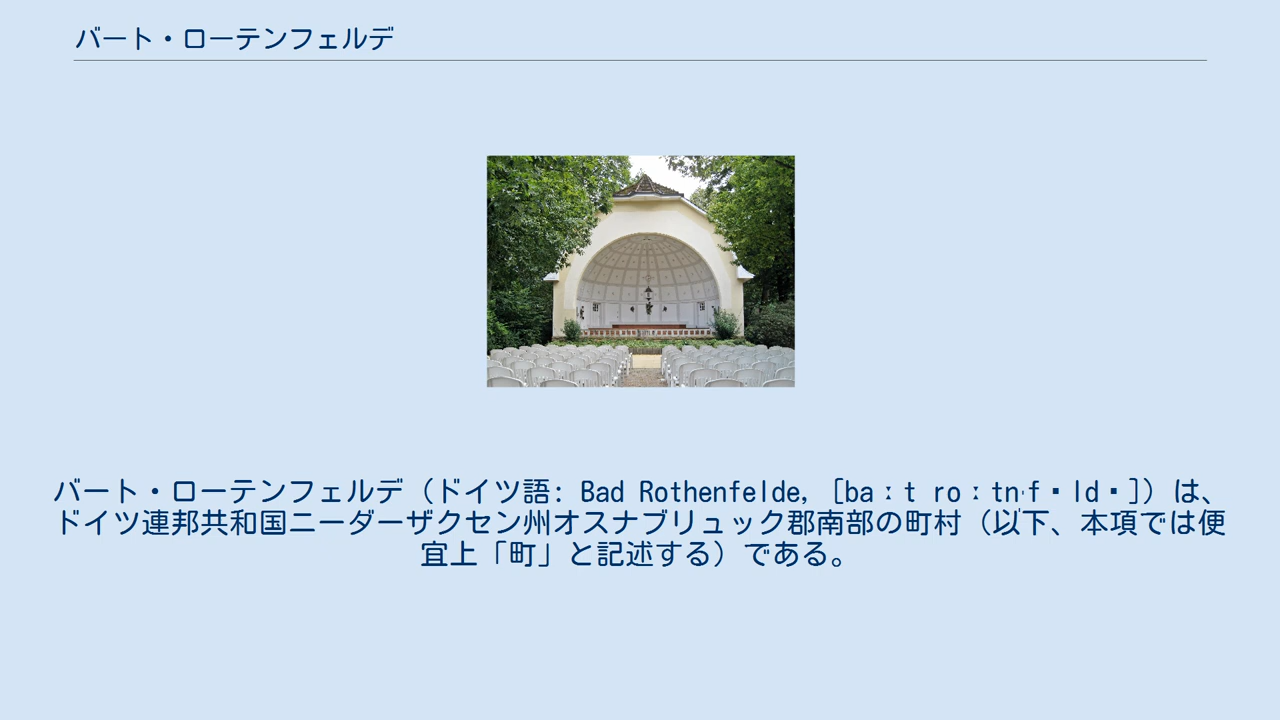 バート・ローテンフェルデ
バート・ローテンフェルデ（ドイツ語: Bad Rothenfelde, [baːt roːtn̩f▪ld▪]）は、
ドイツ連邦共和国ニーダーザクセン州オスナブリュック郡南部の町村（以下、本項では便
宜上「町」と記述する）である。